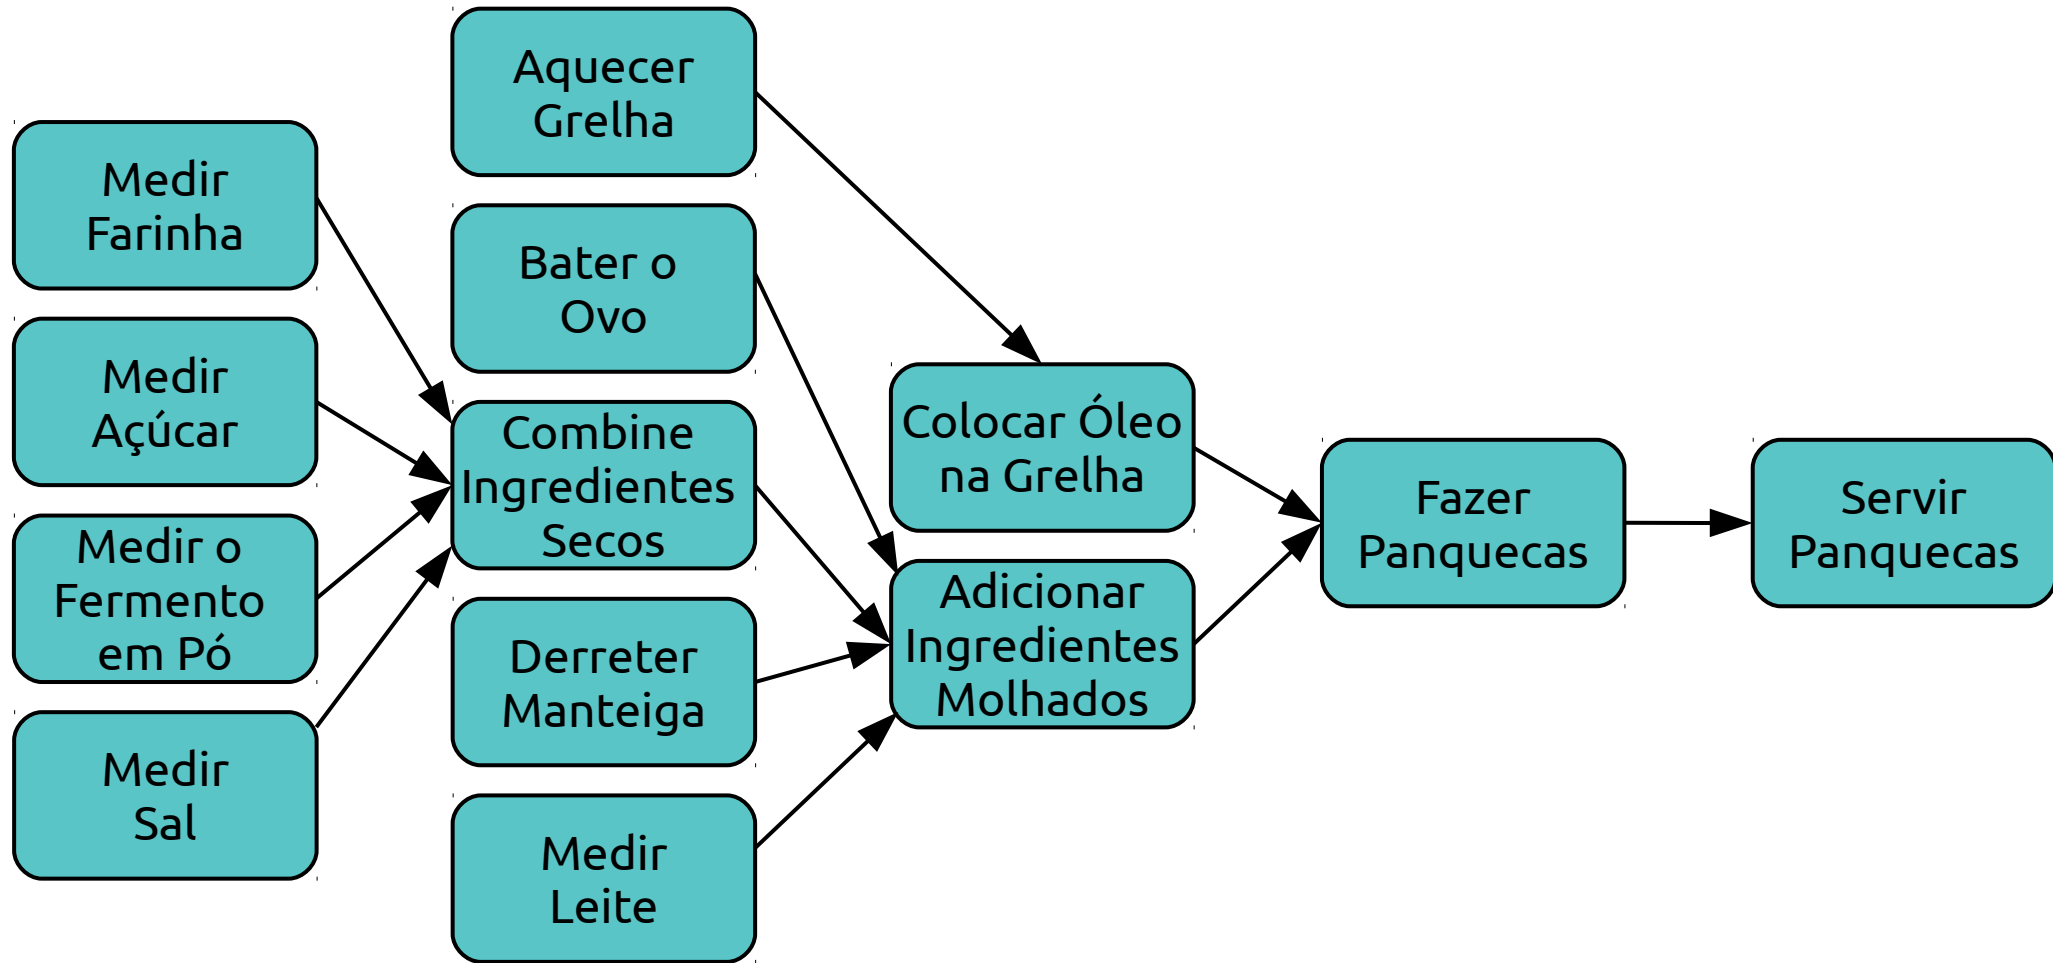 Medir
Farinha
Medir
Açúcar
Medir o
Fermento
em Pó
Medir
Sal
Aquecer
Grelha
Bater o
Ovo
Combine
Ingredientes
Secos
Derreter
Manteiga
Medir
Leite
Colocar Óleo
na Grelha
Adicionar
Ingredientes
Molhados
Fazer
Panquecas
Servir
Panquecas